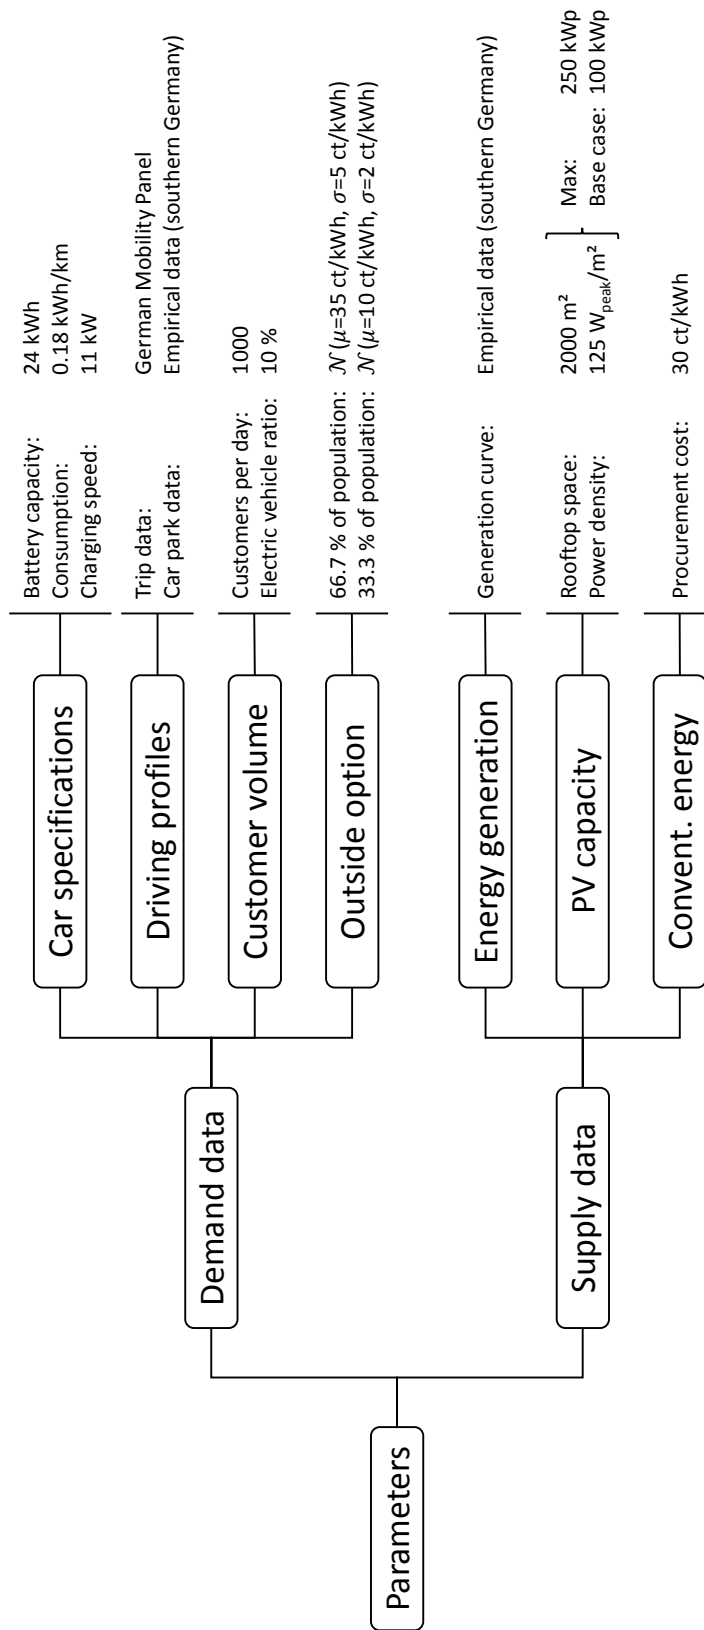 Parameters
Demand data
Car specifications
Battery capacity: 24 kWh
Consumption: 0.18 kWh/km
Charging speed: 11 kW
Driving profiles
Trip data: German Mobility Panel
Car park data: Empirical data (southern Germany)
Customer volume
Customers per day: 1000
Electric vehicle ratio: 10 %
Outside option
66.7 % of population: 𝒩 (μ=35 ct/kWh, σ=5 ct/kWh)
33.3 % of population: 𝒩 (μ=10 ct/kWh, σ=2 ct/kWh)
Supply data
Energy generation
Generation curve: Empirical data (southern Germany)
PV capacity
Rooftop space: 2000 m² Max: 250 kWp
Power density: 125 W_peak/m² Base case: 100 kWp
Convent. energy
Procurement cost: 30 ct/kWh